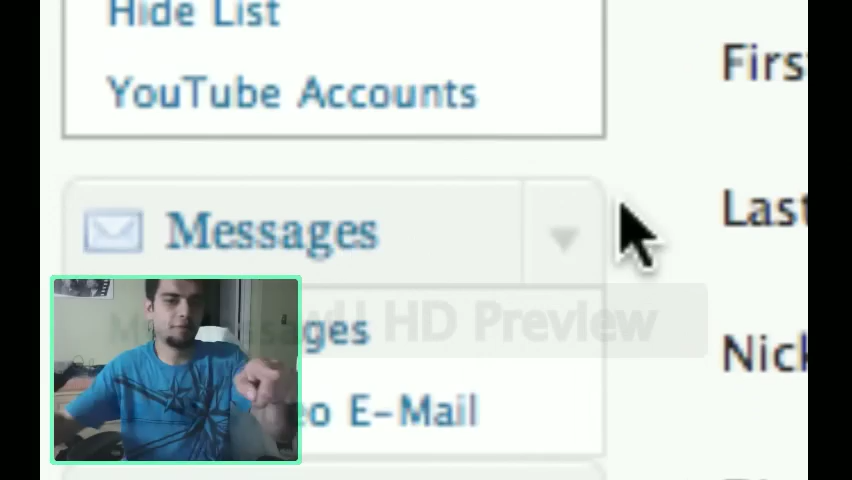 Hide List
YouTube Accounts
Messages
ges
eo E-Mail
HD Preview
Firs
Last
Nick